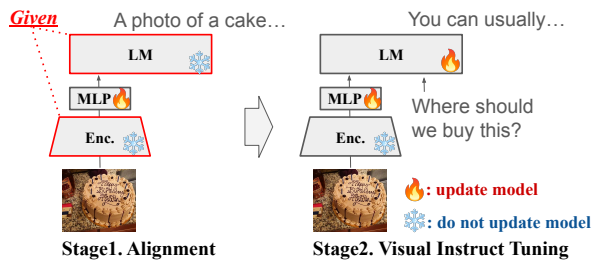 Given
A photo of a cake…
You can usually…
LM
LM
MLP
MLP
Where should
we buy this?
Enc.
Enc.
: update model
: do not update model
Stage1. Alignment
Stage2. Visual Instruct Tuning